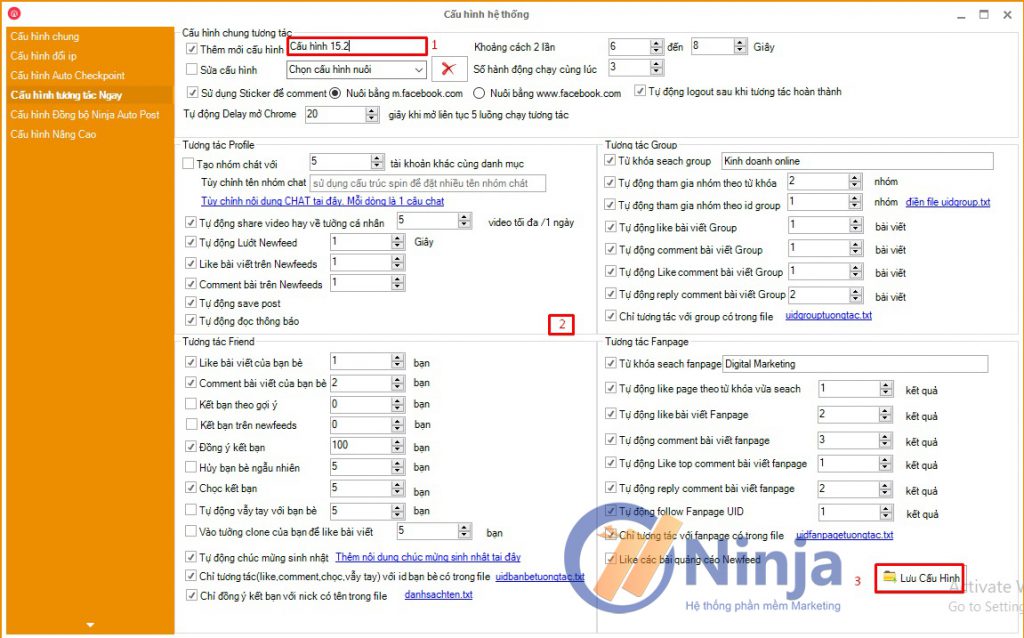 Cấu hình hệ thống
Cấu hình chung
Cấu hình đổi ip
Cấu hình Auto Checkpoint
Cấu hình tương tác Ngay
Cấu hình Đồng bộ Ninja Auto Post
Cấu hình Nâng Cao
Cấu hình chung tương tác
Thêm mới cấu hình Cấu hình 15.2 1 Khoảng cách 2 lần 6 đến 8 Giây
Sửa cấu hình Chọn cấu hình nuôi Số hành động chạy cùng lúc 3
Sử dụng Sticker để comment Nuôi bằng m.facebook.com Nuôi bằng www.facebook.com Tự động logout sau khi tương tác hoàn thành
Tự động Delay mở Chrome 20 giây khi mở liên tục 5 luồng chạy tương tác
Tương tác Profile
Tạo nhóm chát với 5 tài khoản khác cùng danh mục
Tùy chỉnh tên nhóm chat sử dụng cấu trúc spin để đặt nhiều tên nhóm chát
Tùy chỉnh nội dung CHAT tại đây. Mỗi dòng là 1 câu chat
Tự động share video hay về tường cá nhân 5 video tối đa /1 ngày
Tự động Lướt Newfeed 1 Giây
Like bài viết trên Newfeeds 1
Comment bài trên Newfeeds 1
Tự động save post
Tự động đọc thông báo
2
Tương tác Group
Từ khóa seach group Kinh doanh online
Tự động tham gia nhóm theo từ khóa 2 nhóm
Tự động tham gia nhóm theo id group 1 nhóm điền file uidgroup.txt
Tự động like bài viết Group 1 bài viết
Tự động comment bài viết Group 1 bài viết
Tự động Like comment bài viết Group 1 bài viết
Tự động reply comment bài viết Group 2 bài viết
Chỉ tương tác với group có trong file uidgrouptuongtac.txt
Tương tác Friend
Like bài viết của bạn bè 1 bạn
Comment bài viết của bạn bè 2 bạn
Kết bạn theo gợi ý 0 bạn
Kết bạn trên newfeeds 0 bạn
Đồng ý kết bạn 100 bạn
Hủy bạn bè ngẫu nhiên 5 bạn
Chọc kết bạn 5 bạn
Tự động vẫy tay với bạn bè 5 bạn
Vào tường clone của bạn để like bài viết 5 bạn
Tự động chúc mừng sinh nhật Thêm nội dung chúc mừng sinh nhật tại đây
Chỉ tương tác(like,comment,chọc,vẫy tay) với id bạn bè có trong file uidbanbetuongtac.txt
Chỉ đồng ý kết bạn với nick có tên trong file danhsachten.txt
Tương tác Fanpage
Từ khóa seach fanpage Digital Marketing
Tự động like page theo từ khóa vừa seach 1 kết quả
Tự động like bài viết Fanpage 2 kết quả
Tự động comment bài viết fanpage 3 kết quả
Tự động Like top comment bài viết fanpage 1 kết quả
Tự động reply comment bài viết fanpage 2 kết quả
Tự động follow Fanpage UID 1 kết quả
Chỉ tương tác với fanpage có trong file uidfanpagetuongtac.txt
Like các bài quảng cáo Newfeed
Ninja
Hệ thống phần mềm Marketing
3 Lưu Cấu Hình
Activate W
Go to Setting